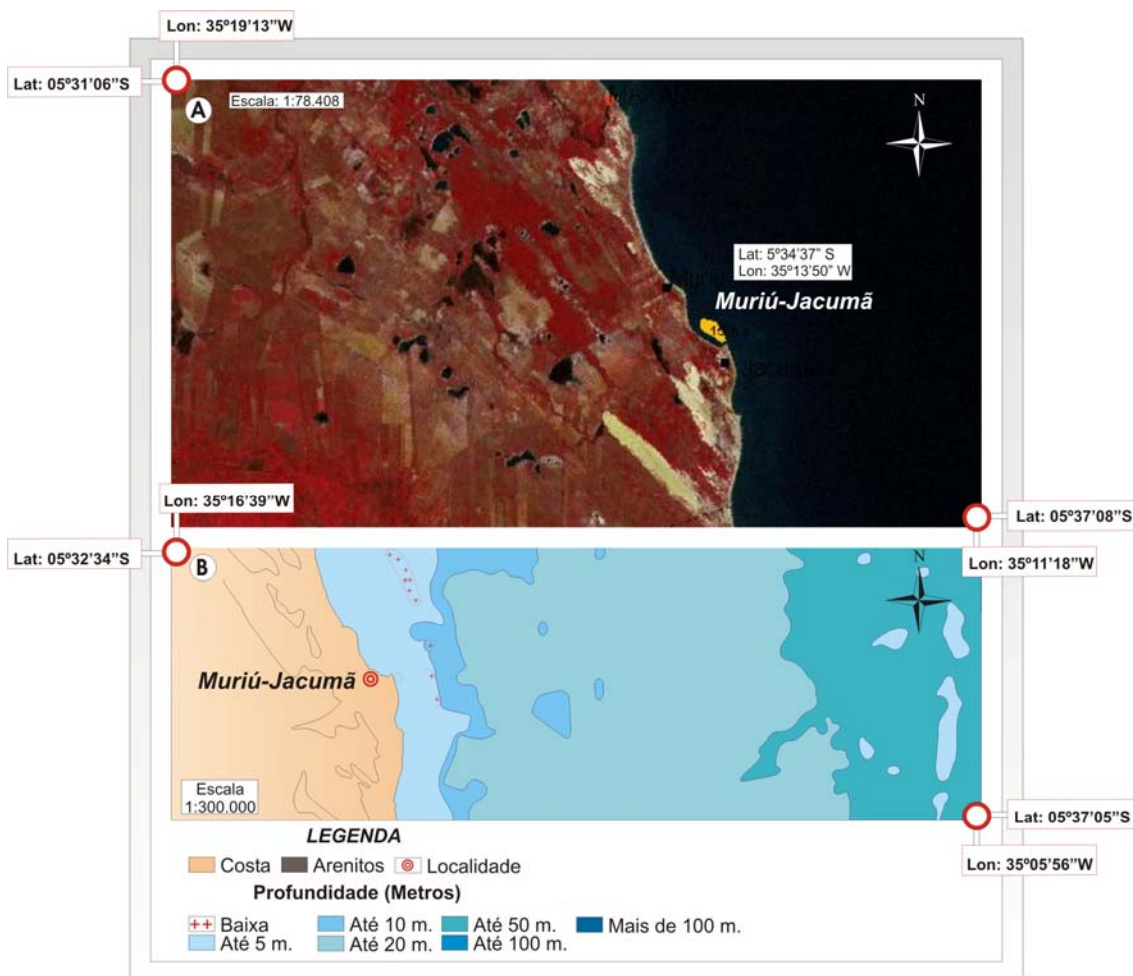 Lon: 35º19’13”W
Lat: 05º31’06”S
A
Escala: 1:78.408
N
Lat: 5º34’37” S
Lon: 35º13’50” W
Muriú-Jacumã
Jacumã
Lon: 35º16’39”W
Lat: 05º37’08”S
Lat: 05º32’34”S
B
Lon: 35º11’18”W
N
Muriú-Jacumã
Escala
1:300.000
Lat: 05º37’05”S
LEGENDA
Lon: 35º05’56”W
Costa Arenitos Localidade
Profundidade (Metros)
Baixa Até 10 m. Até 50 m. Mais de 100 m.
Até 5 m. Até 20 m. Até 100 m.